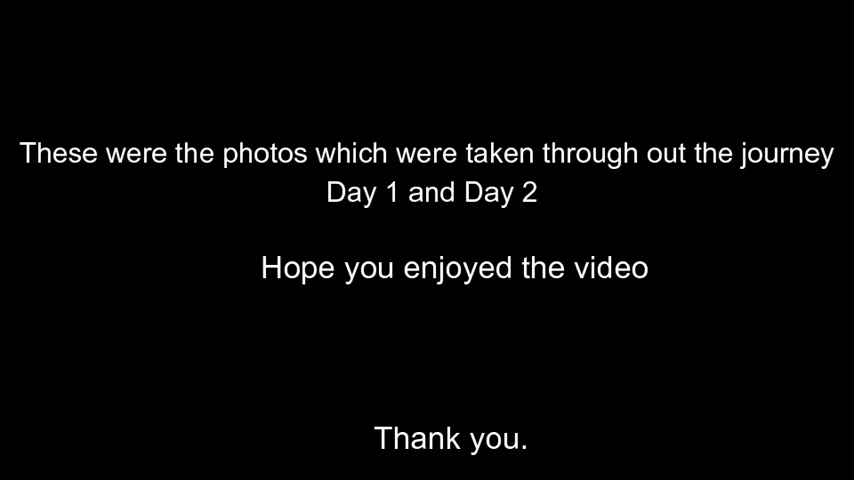 These were the photos which were taken through out the journey
Day 1 and Day 2
Hope you enjoyed the video
Thank you.